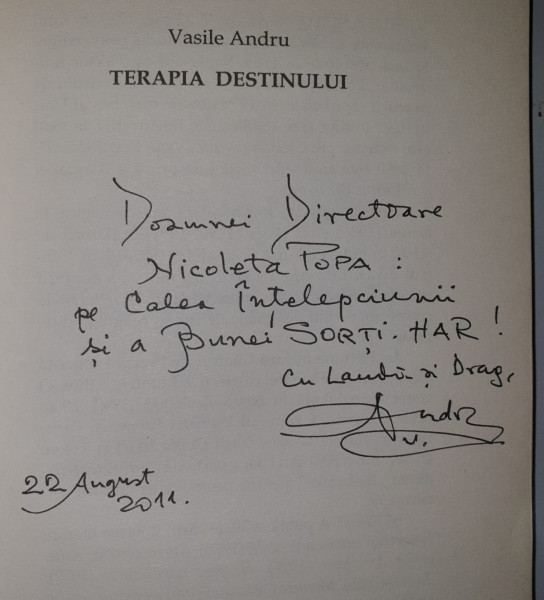 Vasile Andru
TERAPIA DESTINULUI
Doamnei Directoare
Nicoleta POPA :
pe Calea Înțelepciunii
și a Bunei SORȚI. HAR !
Cu Laudă și Drag,
Andru
V.
22 August
2011.